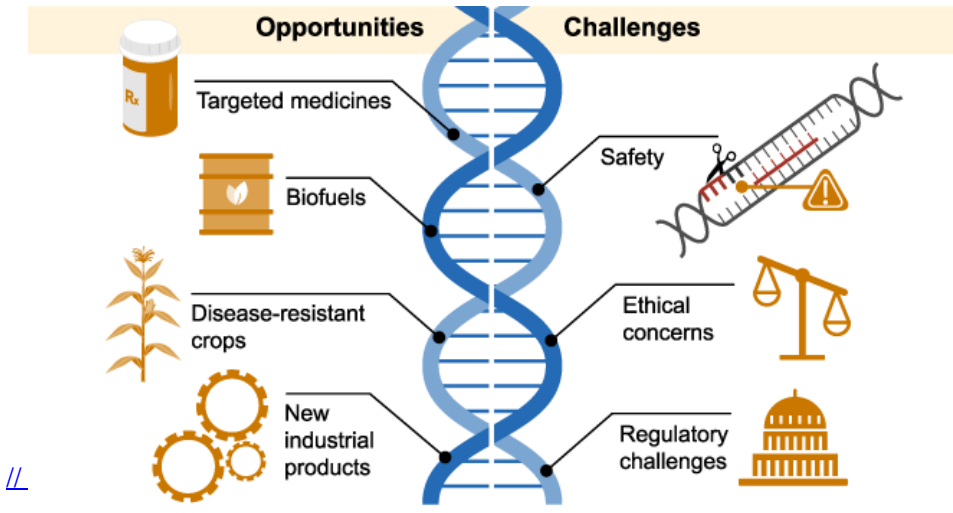 Opportunities
Challenges
Rx
Targeted medicines
Safety
Biofuels
Disease-resistant
crops
Ethical
concerns
New
industrial
products
Regulatory
challenges
//